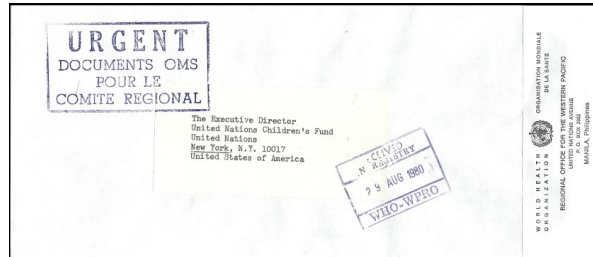 URGENT
DOCUMENTS OMS
POUR LE
COMITE REGIONAL
The Executive Director
United Nations Children's Fund
United Nations
New York, N.Y. 10017
United States of America
IN REGISTRY
29 AUG 1980
WHO-WPRO
WORLD HEALTH
ORGANIZATION
ORGANISATION MONDIALE
DE LA SANTÉ
REGIONAL OFFICE FOR THE WESTERN PACIFIC
UNITED NATIONS AVENUE
P. O. BOX 2932
MANILA, Philippines